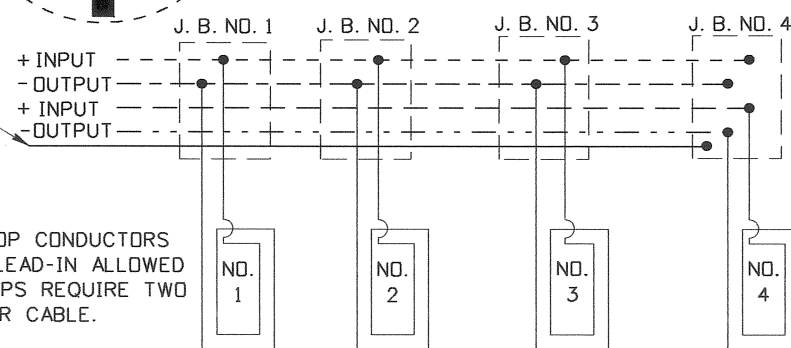 J. B. NO. 1
J. B. NO. 2
J. B. NO. 3
J. B. NO. 4
+ INPUT
- OUTPUT
+ INPUT
-OUTPUT
OP CONDUCTORS
LEAD-IN ALLOWED
PS REQUIRE TWO
R CABLE.
NO.
1
NO.
2
NO.
3
NO.
4